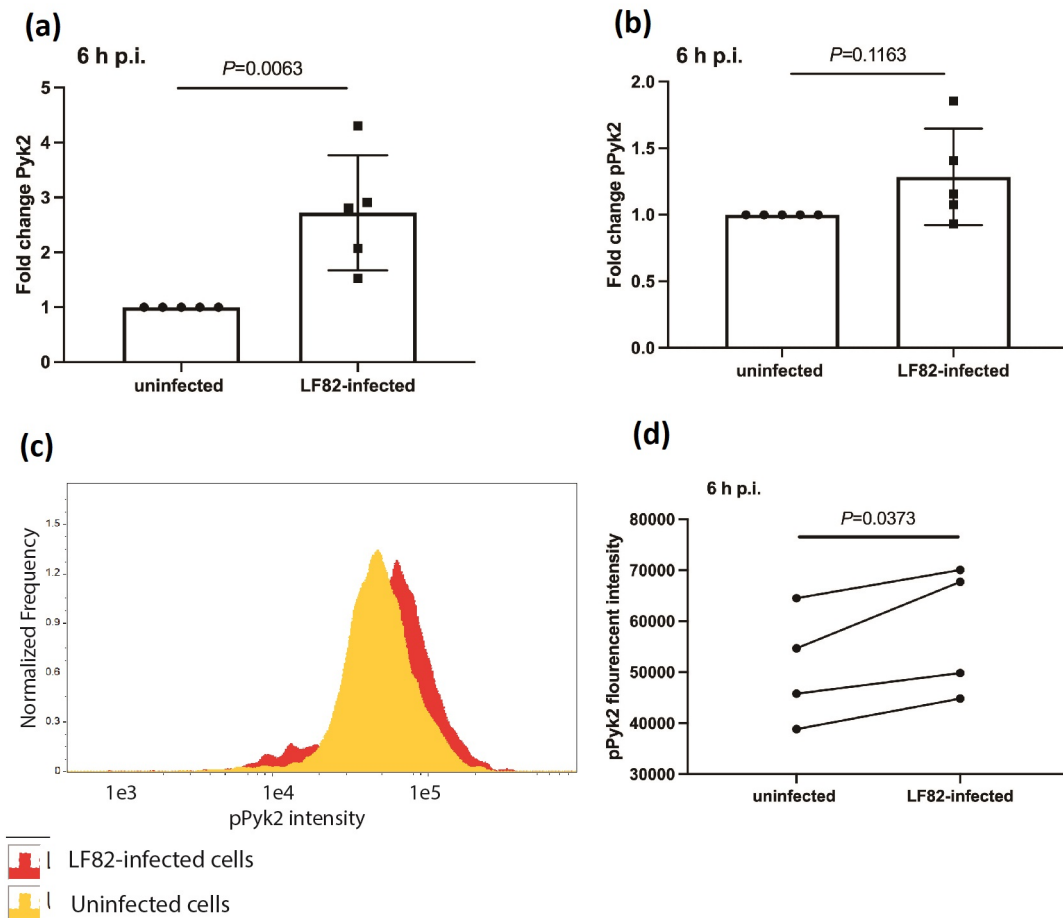 (a)
6 h p.i.
P=0.0063
Fold change Pyk2
5
4
3
2
1
0
uninfected
LF82-infected
(b)
6 h p.i.
P=0.1163
Fold change pPyk2
2.0
1.5
1.0
0.5
0.0
uninfected
LF82-infected
(c)
Normalized Frequency
1.5
1.2
0.9
0.6
0.3
0
1e3
1e4
1e5
pPyk2 intensity
LF82-infected cells
Uninfected cells
(d)
6 h p.i.
P=0.0373
pPyk2 flourencent intensity
80000
70000
60000
50000
40000
30000
uninfected
LF82-infected